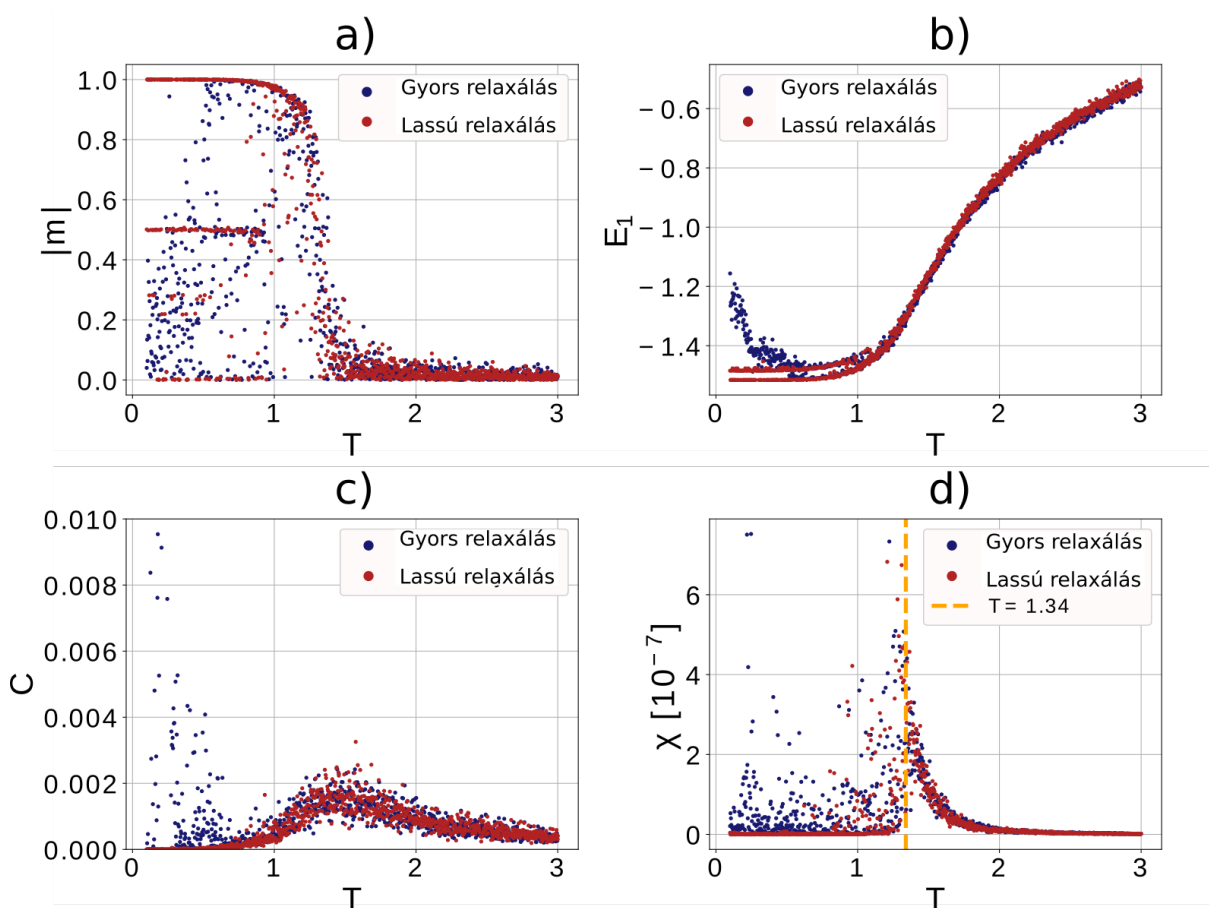 a)
|m|
1.0
0.8
0.6
0.4
0.2
0.0
Gyors relaxálás
Lassú relaxálás
0 1 2 3
T
b)
E1
−0.6
−0.8
−1.0
−1.2
−1.4
Gyors relaxálás
Lassú relaxálás
0 1 2 3
T
c)
C
0.010
0.008
0.006
0.004
0.002
0.000
Gyors relaxálás
Lassú relaxálás
0 1 2 3
T
d)
χ [10−7]
6
4
2
0
Gyors relaxálás
Lassú relaxálás
T = 1.34
0 1 2 3
T